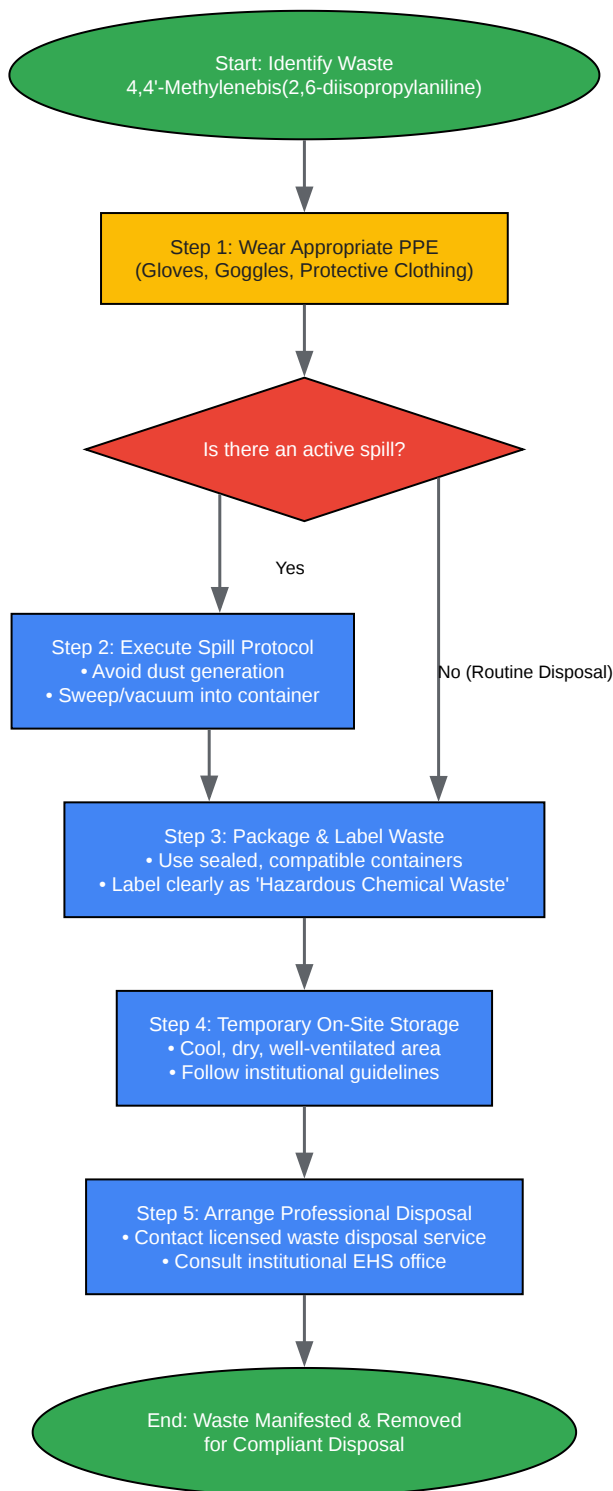 Start: Identify Waste
4,4'-Methylenebis(2,6-diisopropylaniline)
Step 1: Wear Appropriate PPE
(Gloves, Goggles, Protective Clothing)
Is there an active spill?
Yes
Step 2: Execute Spill Protocol
• Avoid dust generation
• Sweep/vacuum into container
No (Routine Disposal)
Step 3: Package & Label Waste
• Use sealed, compatible containers
• Label clearly as 'Hazardous Chemical Waste'
Step 4: Temporary On-Site Storage
• Cool, dry, well-ventilated area
• Follow institutional guidelines
Step 5: Arrange Professional Disposal
• Contact licensed waste disposal service
• Consult institutional EHS office
End: Waste Manifested & Removed
for Compliant Disposal